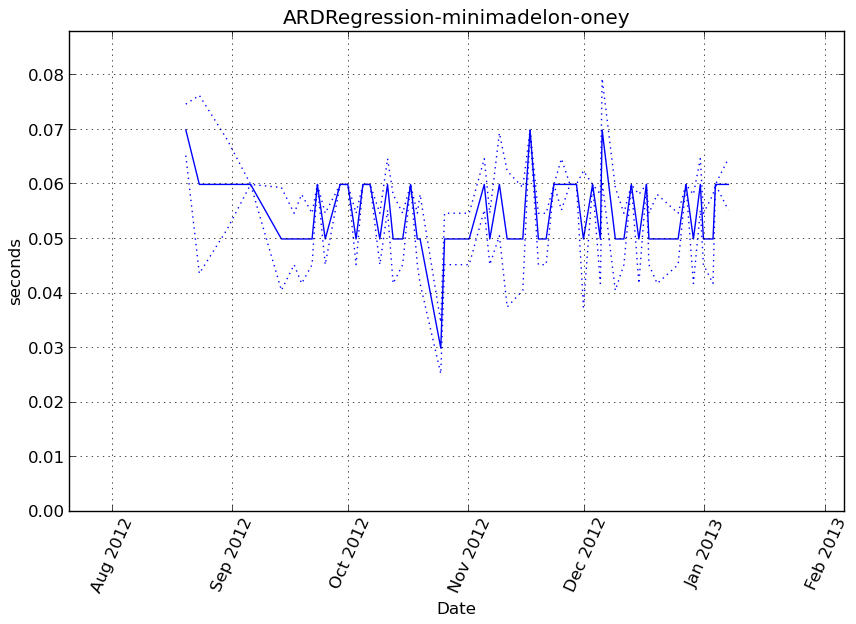 ARDRegression-minimadelon-oney
0.08
0.07
0.06
0.05
0.04
0.03
0.02
0.01
0.00
seconds
Aug 2012
Sep 2012
Oct 2012
Nov 2012
Dec 2012
Jan 2013
Feb 2013
Date